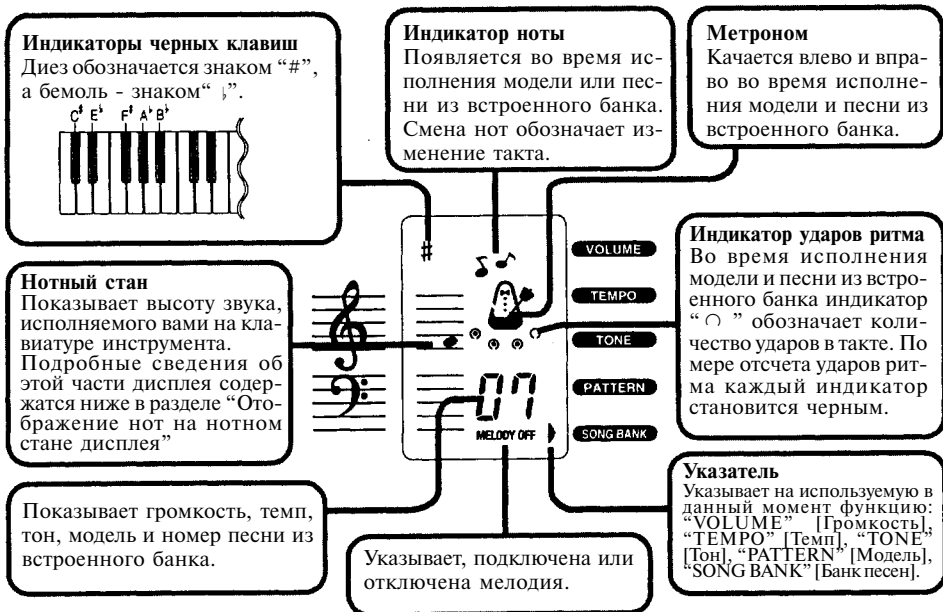 Индикаторы черных клавиш
Диез обозначается знаком “#”,
а бемоль - знаком“ ♭”.
C♯ E♭ F♯ A♭ B♭
Индикатор ноты
Появляется во время ис-
полнения модели или пес-
ни из встроенного банка.
Смена нот обозначает из-
менение такта.
Метроном
Качается влево и впра-
во во время исполне-
ния модели и песни из
встроенного банка.
Нотный стан
Показывает высоту звука,
исполняемого вами на кла-
виатуре инструмента.
Подробные сведения об
этой части дисплея содер-
жатся ниже в разделе “Ото-
бражение нот на нотном
стане дисплея”
#
07
MELODY OFF
VOLUME
TEMPO
TONE
PATTERN
SONG BANK
Индикатор ударов ритма
Во время исполнения
модели и песни из встро-
енного банка индикатор
“ ○ ” обозначает коли-
чество ударов в такте. По
мере отсчета ударов рит-
ма каждый индикатор
становится черным.
Показывает громкость, темп,
тон, модель и номер песни из
встроенного банка.
Указывает, подключена или
отключена мелодия.
Указатель
Указывает на используемую в
данный момент функцию:
“VOLUME” [Громкость],
“TEMPO” [Темп], “TONE”
[Тон], “PATTERN” [Модель],
“SONG BANK” [Банк песен].